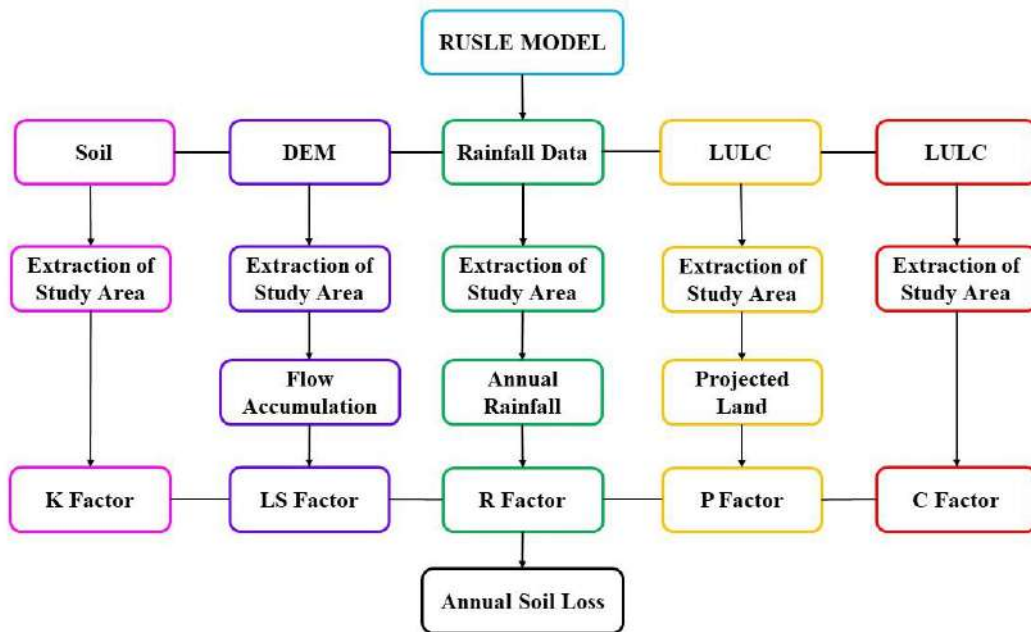 RUSLE MODEL
Soil
DEM
Rainfall Data
LULC
LULC
Extraction of
Study Area
Extraction of
Study Area
Extraction of
Study Area
Extraction of
Study Area
Extraction of
Study Area
Flow
Accumulation
Annual
Rainfall
Projected
Land
K Factor
LS Factor
R Factor
P Factor
C Factor
Annual Soil Loss